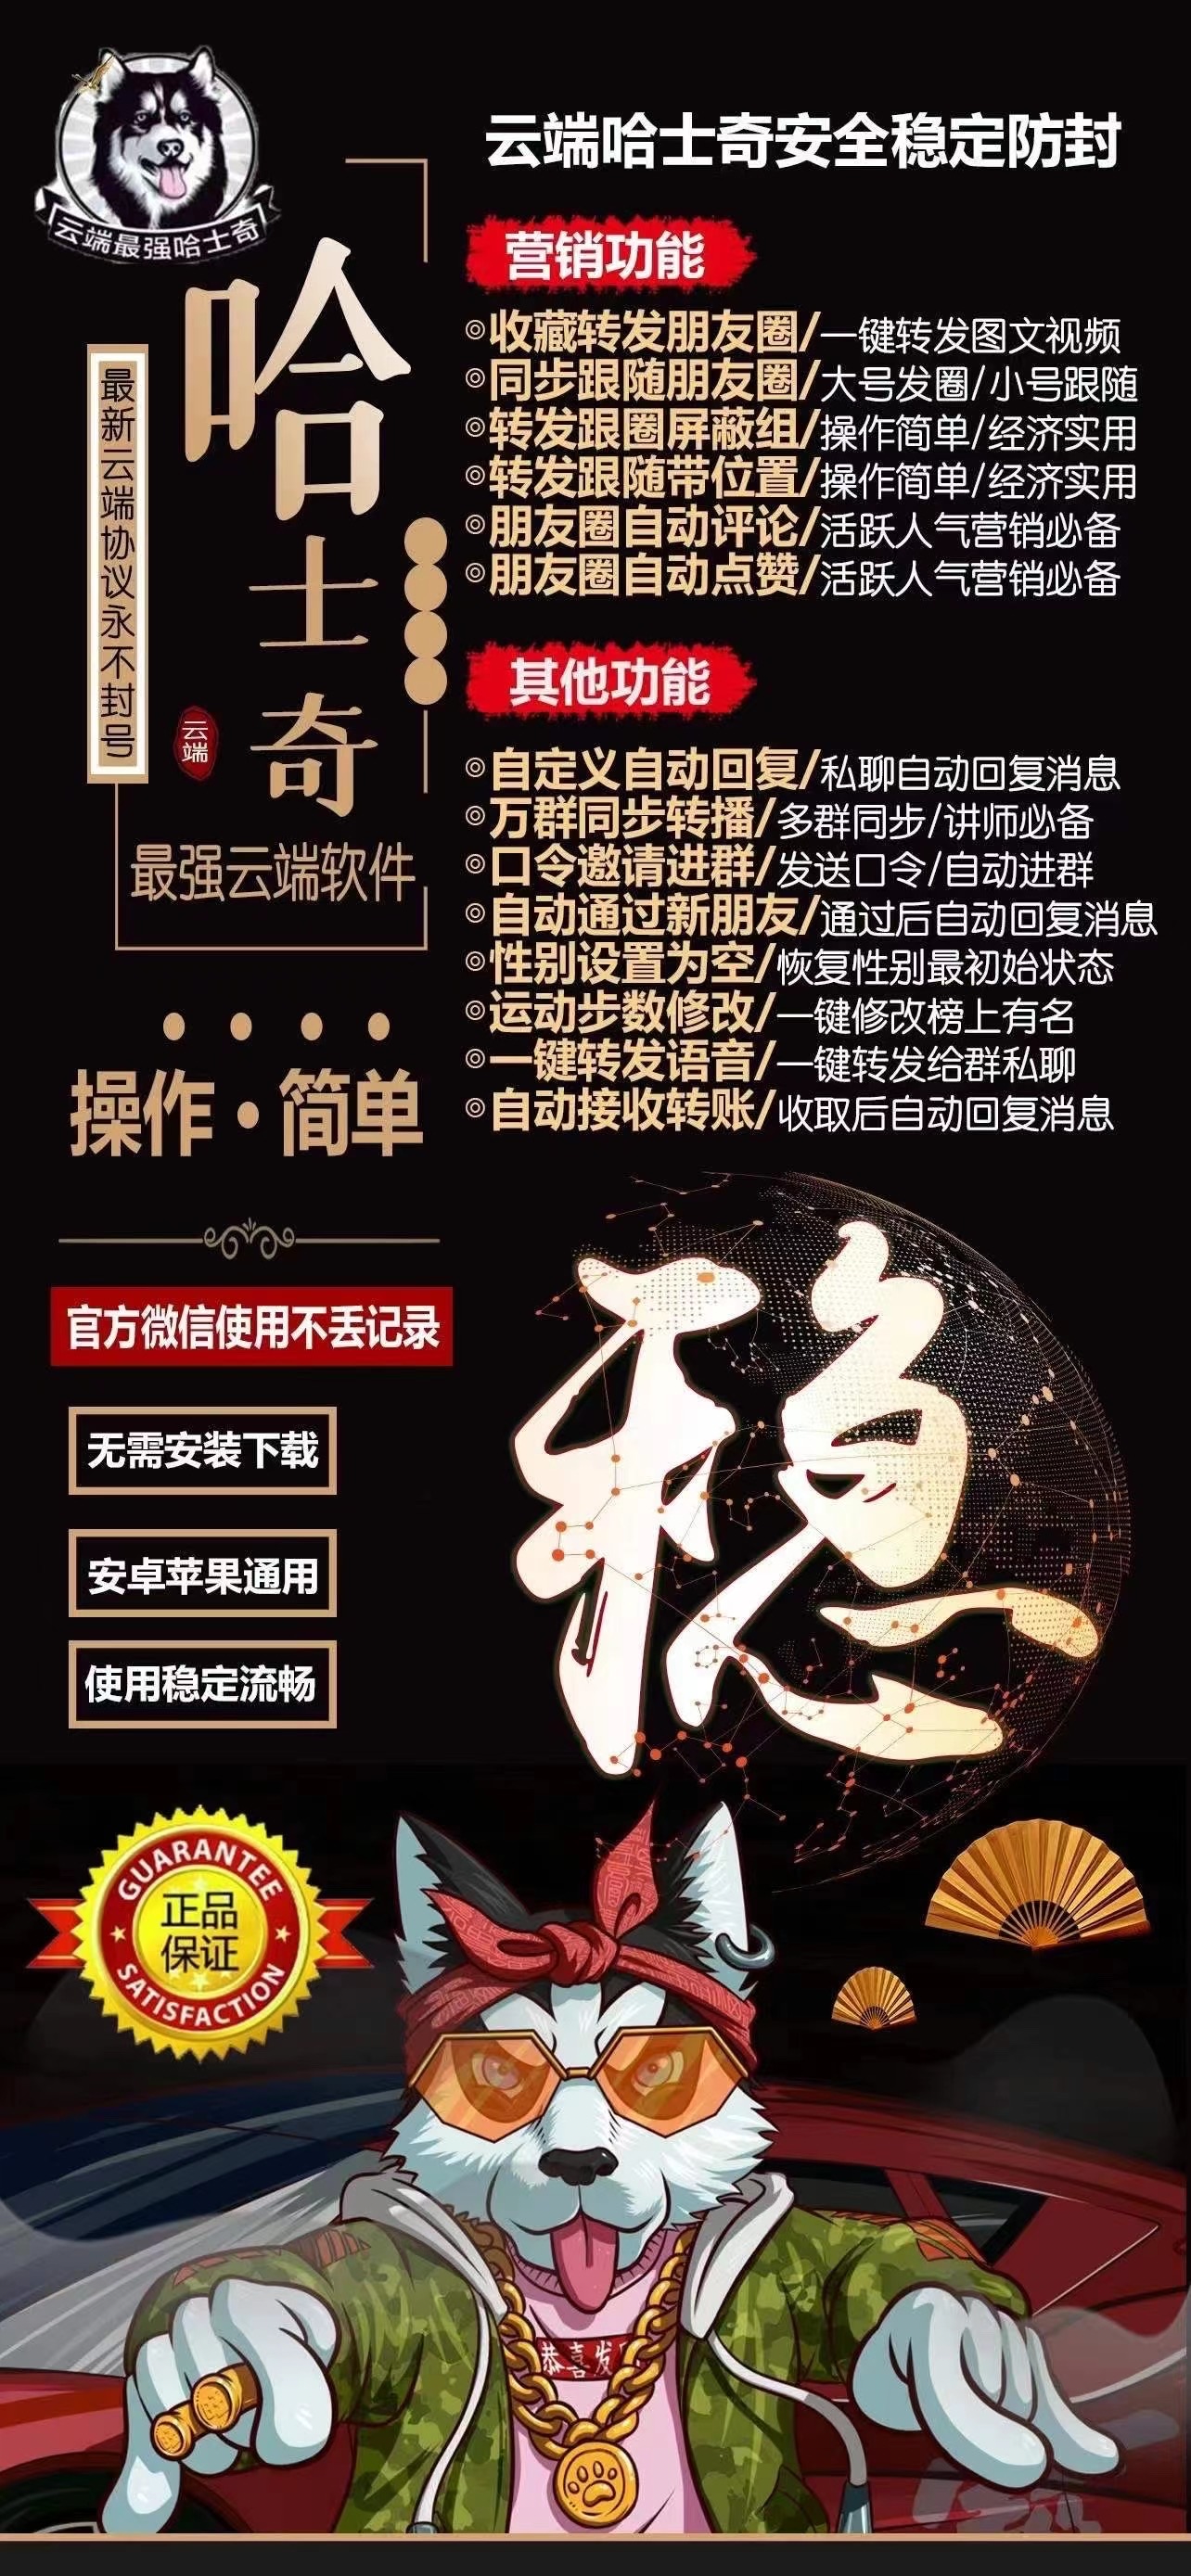 云端最强哈士奇
哈士奇
最新云端协议永不封号
云端
最强云端软件
操作·简单
官方微信使用不丢记录
无需安装下载
安卓苹果通用
使用稳定流畅
云端哈士奇安全稳定防封
营销功能
◎收藏转发朋友圈/一键转发图文视频
◎同步跟随朋友圈/大号发圈/小号跟随
◎转发跟圈屏蔽组/操作简单/经济实用
◎转发跟随带位置/操作简单/经济实用
◎朋友圈自动评论/活跃人气营销必备
◎朋友圈自动点赞/活跃人气营销必备
其他功能
◎自定义自动回复/私聊自动回复消息
◎万群同步转播/多群同步/讲师必备
◎口令邀请进群/发送口令/自动进群
◎自动通过新朋友/通过后自动回复消息
◎性别设置为空/恢复性别最初始状态
◎运动步数修改/一键修改榜上有名
◎一键转发语音/一键转发给群私聊
◎自动接收转账/收取后自动回复消息
稳
GUARANTEE
正品
保证
SATISFACTION
恭喜发